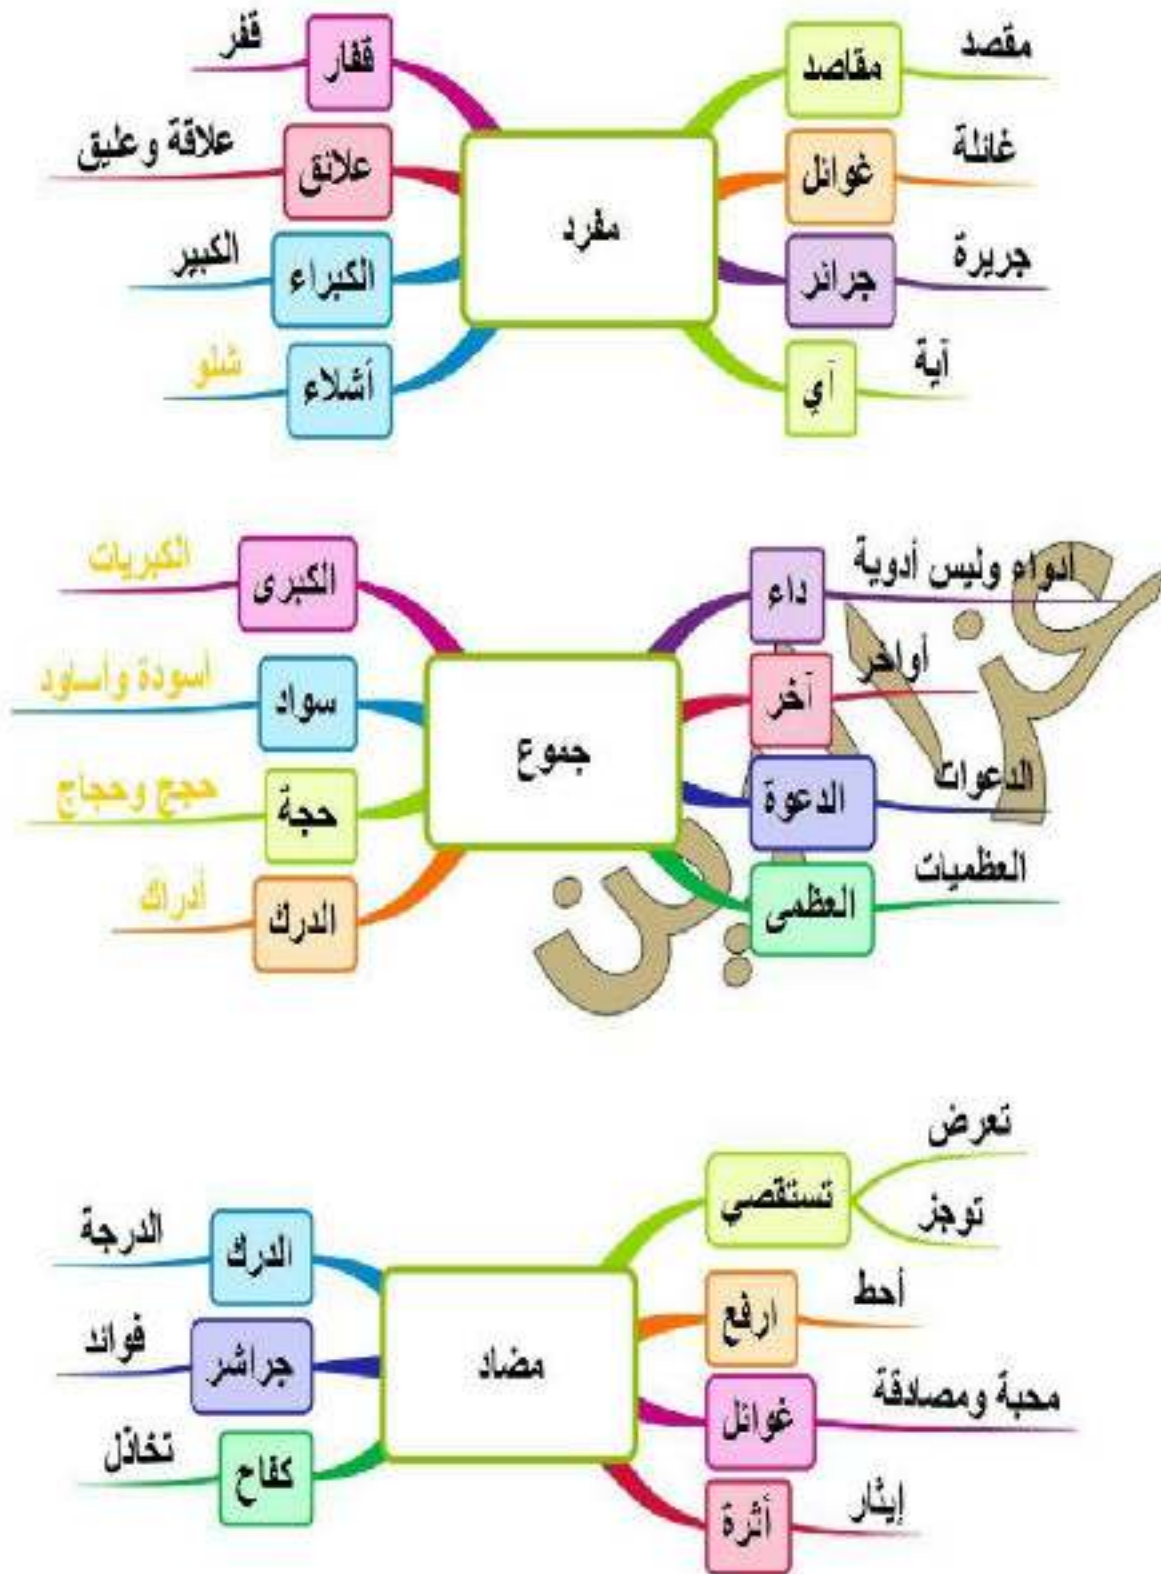 مفرد
مقاصد
مقصد
غوائل
غائلة
جرائر
جريرة
آي
آية
قفار
قفر
علائق
علاقة وعليق
الكبراء
الكبير
أشلاء
شلو
جموع
داء
أدواء وليس أدوية
آخر
أواخر
الدعوة
الدعوات
العظمى
العظميات
الكبرى
الكبريات
سواد
أسودة وأساود
حجة
حجج وحجاج
الدرك
أدراك
مضاد
تستقصي
تعرض
توجز
ارفع
أحط
غوائل
محبة ومصادقة
أثرة
إيثار
الدرك
الدرجة
جراشر
فوائد
كفاح
تخاذل